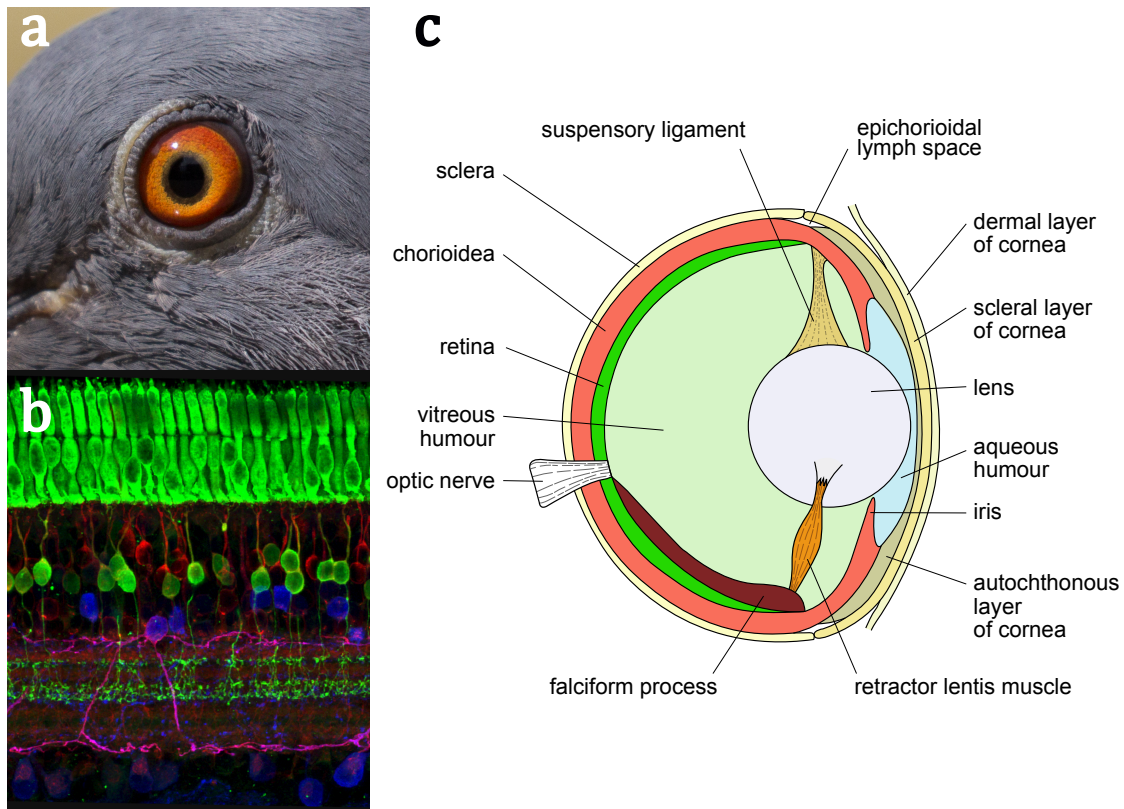 a
b
c
suspensory ligament
epichorioidal
lymph space
sclera
dermal layer
of cornea
chorioidea
scleral layer
of cornea
retina
lens
vitreous
humour
aqueous
humour
optic nerve
iris
autochthonous
layer
of cornea
falciform process
retractor lentis muscle